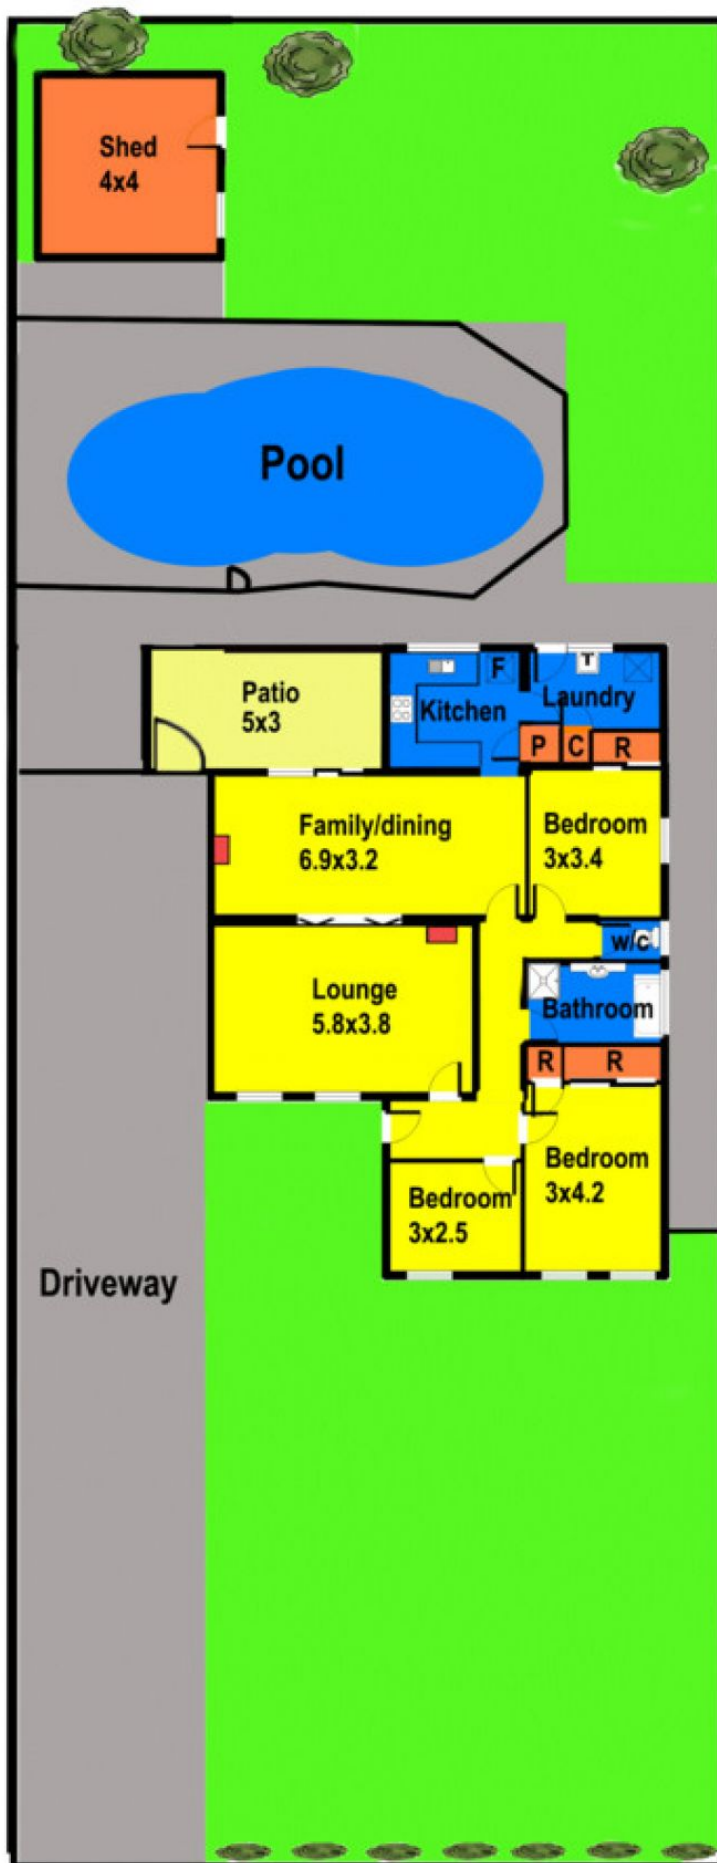 Shed
4x4
Pool
Patio
5x3
Kitchen
F
T
Laundry
P
C
R
Family/dining
6.9x3.2
Bedroom
3x3.4
w/c
Lounge
5.8x3.8
Bathroom
R
R
Bedroom
3x4.2
Bedroom
3x2.5
Driveway